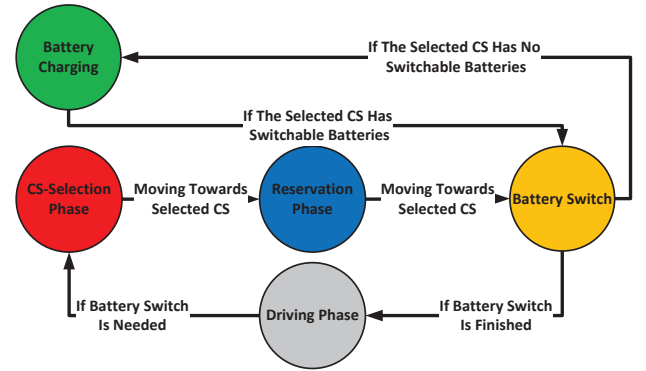 Battery
Charging
If The Selected CS Has No
Switchable Batteries
If The Selected CS Has
Switchable Batteries
CS-Selection
Phase
Moving Towards
Selected CS
Reservation
Phase
Moving Towards
Selected CS
Battery Switch
If Battery Switch
Is Needed
Driving Phase
If Battery Switch
Is Finished